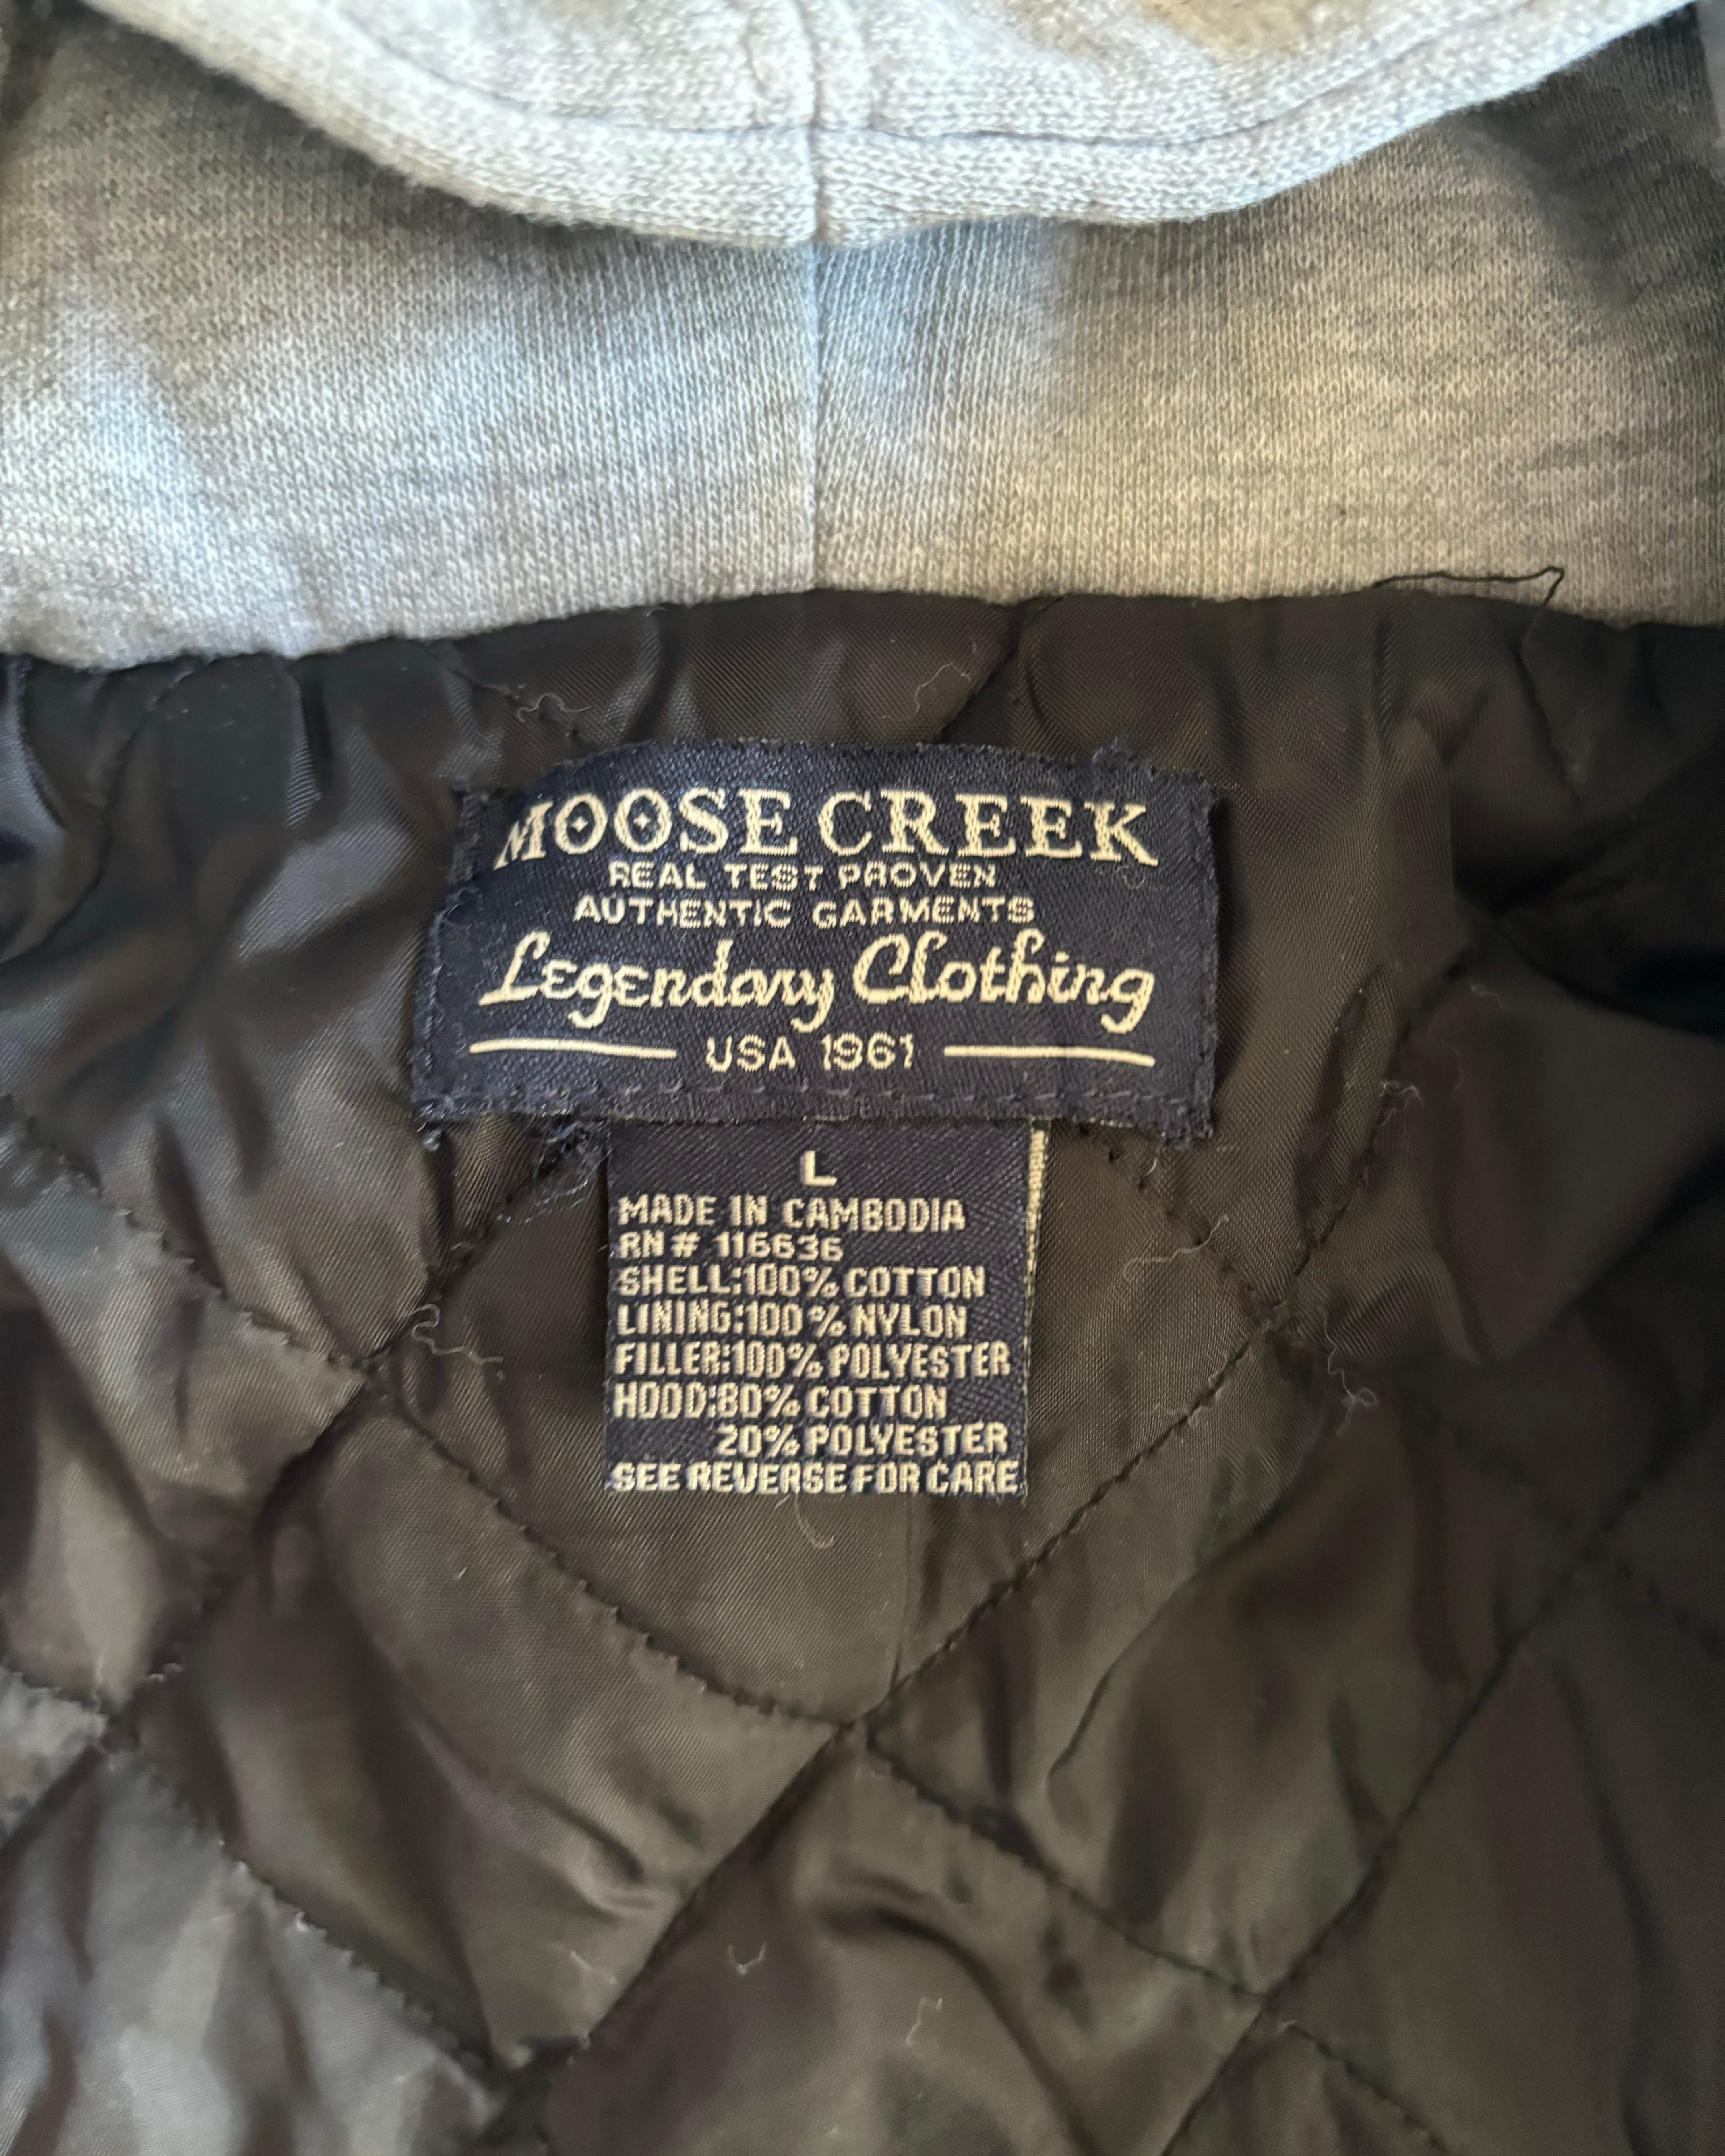 MOOSE CREEK
REAL TEST PROVEN
AUTHENTIC GARMENTS
Legendary Clothing
USA 1961
L
MADE IN CAMBODIA
RN # 116636
SHELL:100% COTTON
LINING:100% NYLON
FILLER:100% POLYESTER
HOOD:80% COTTON
20% POLYESTER
SEE REVERSE FOR CARE